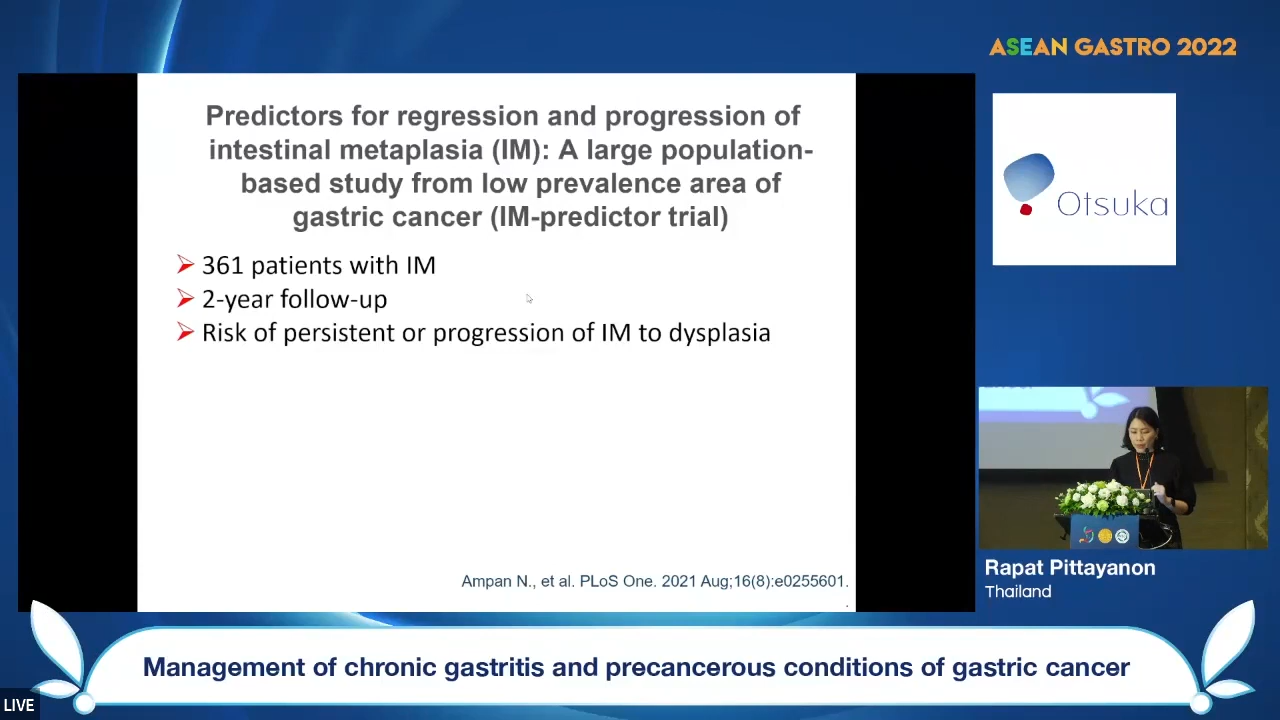 ASEAN GASTRO 2022
Predictors for regression and progression of
intestinal metaplasia (IM): A large population-
based study from low prevalence area of
gastric cancer (IM-predictor trial)
361 patients with IM
2-year follow-up
Risk of persistent or progression of IM to dysplasia
Ampan N., et al. PLoS One. 2021 Aug;16(8):e0255601.
.
Otsuka
Rapat Pittayanon
Thailand
Management of chronic gastritis and precancerous conditions of gastric cancer
LIVE